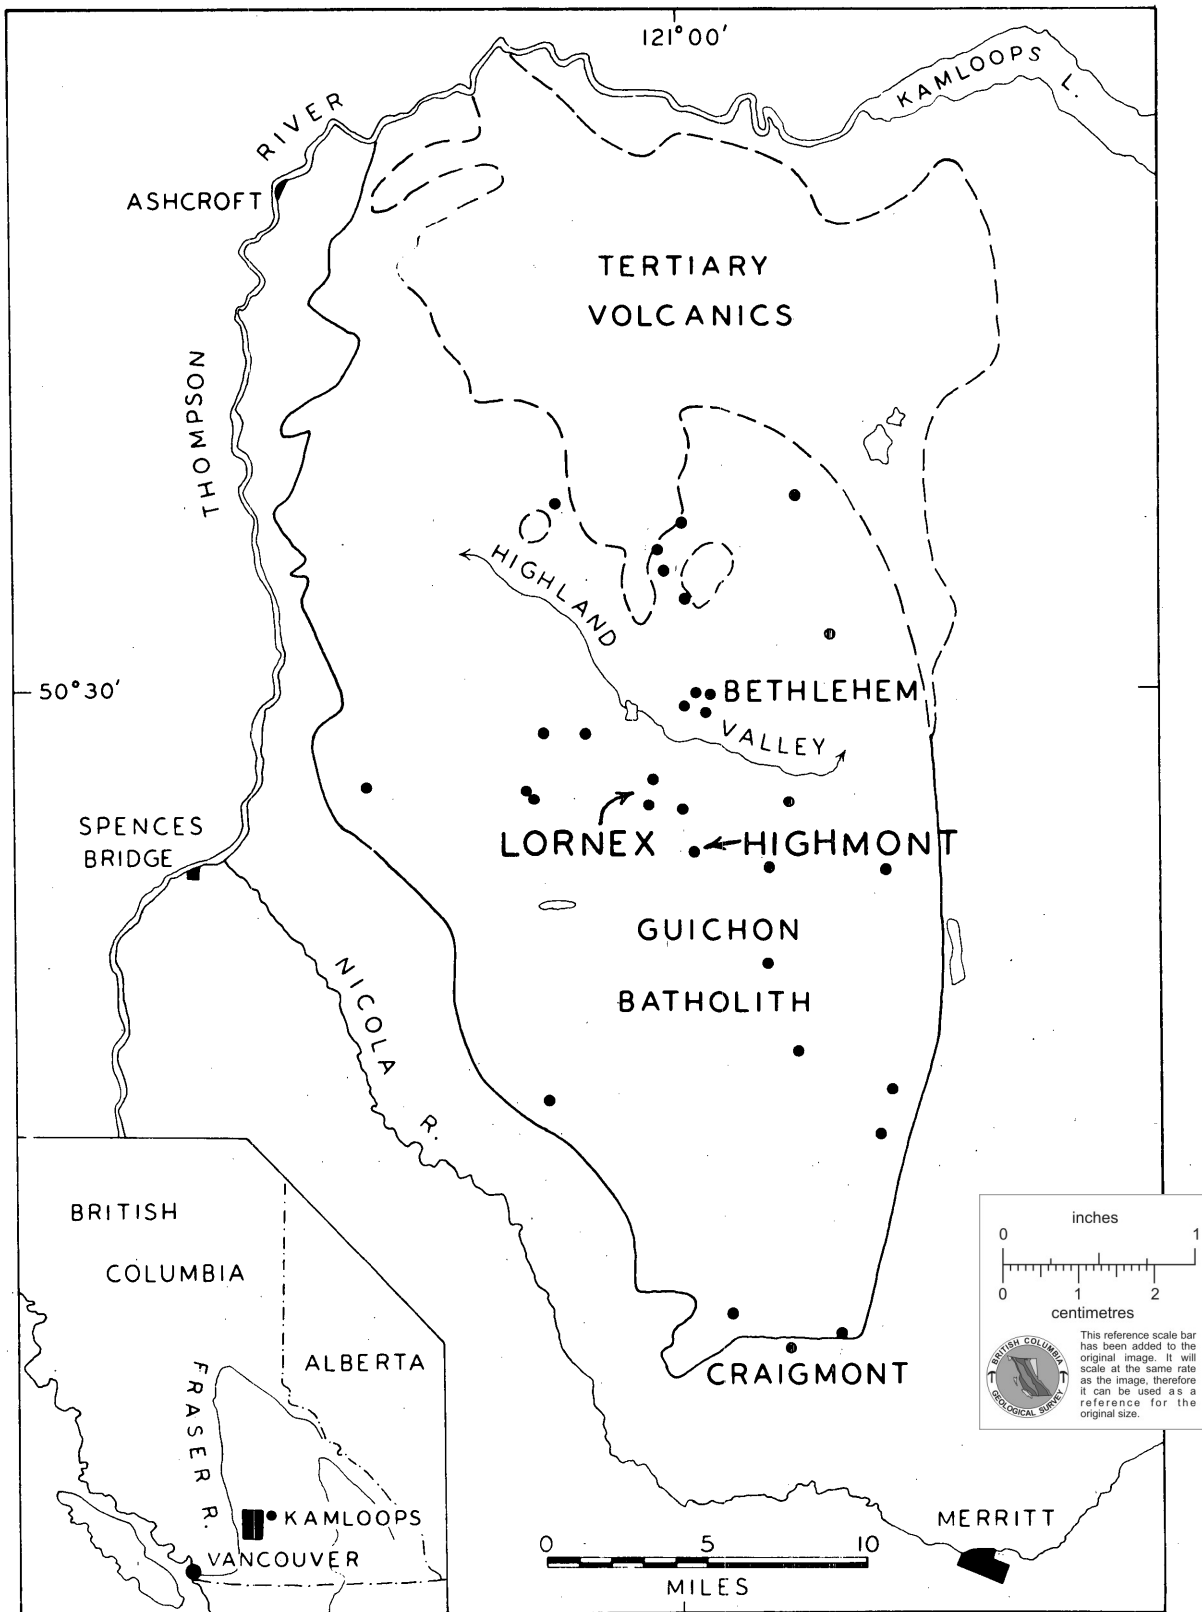 121°00'
KAMLOOPS L.
RIVER
ASHCROFT
TERTIARY
VOLCANICS
THOMPSON
HIGHLAND
50°30'
BETHLEHEM
VALLEY
SPENCES
BRIDGE
LORNEX
HIGHMONT
GUICHON
BATHOLITH
NICOLA R.
BRITISH
COLUMBIA
ALBERTA
FRASER R.
KAMLOOPS
VANCOUVER
CRAIGMONT
MERRITT
0 5 10
MILES
inches
0 1
0 1 2
centimetres
BRITISH COLUMBIA
GEOLOGICAL SURVEY
This reference scale bar
has been added to the
original image. It will
scale at the same rate
as the image, therefore
it can be used as a
reference for the
original size.